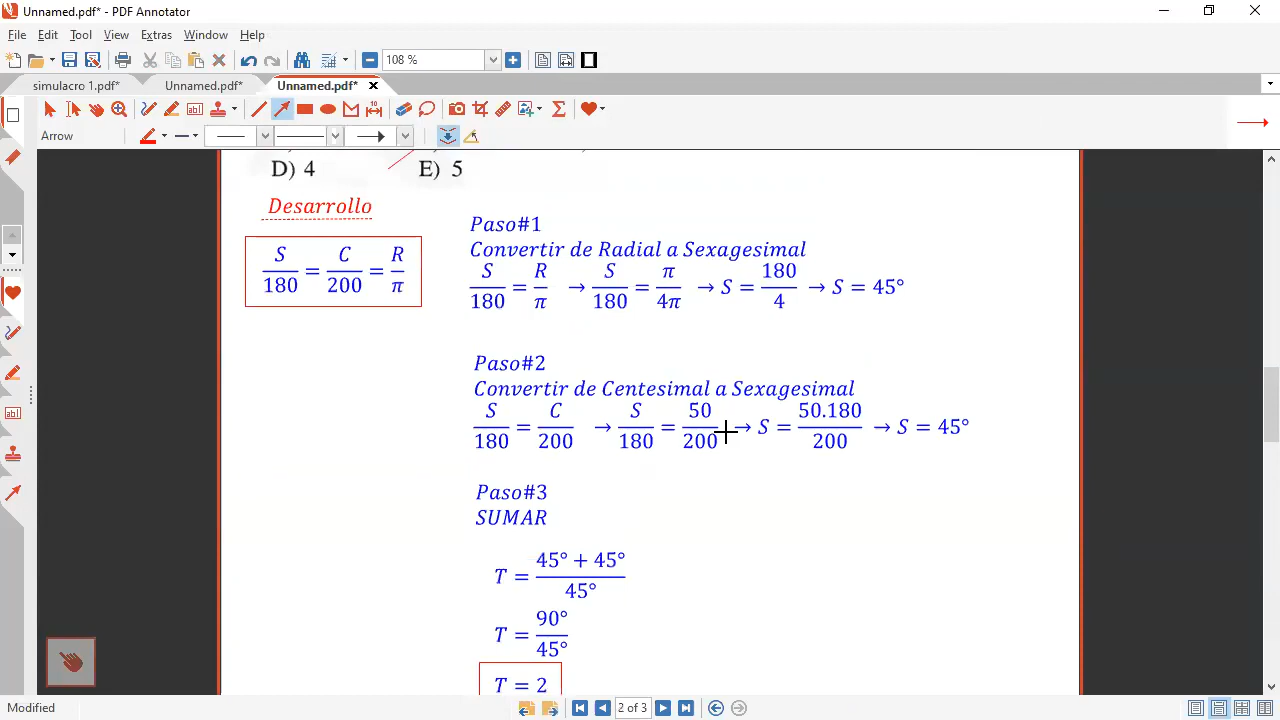 Unnamed.pdf* - PDF Annotator
File Edit Tool View Extras Window Help
108 %
simulacro 1.pdf* Unnamed.pdf* Unnamed.pdf*
Arrow
D) 4 E) 5
Desarrollo
S/180 = C/200 = R/π
Paso#1
Convertir de Radial a Sexagesimal
S/180 = R/π → S/180 = π/4π → S = 180/4 → S = 45°
Paso#2
Convertir de Centesimal a Sexagesimal
S/180 = C/200 → S/180 = 50/200 → S = 50.180/200 → S = 45°
Paso#3
SUMAR
T = 45° + 45°/45°
T = 90°/45°
T = 2
Modified
2 of 3